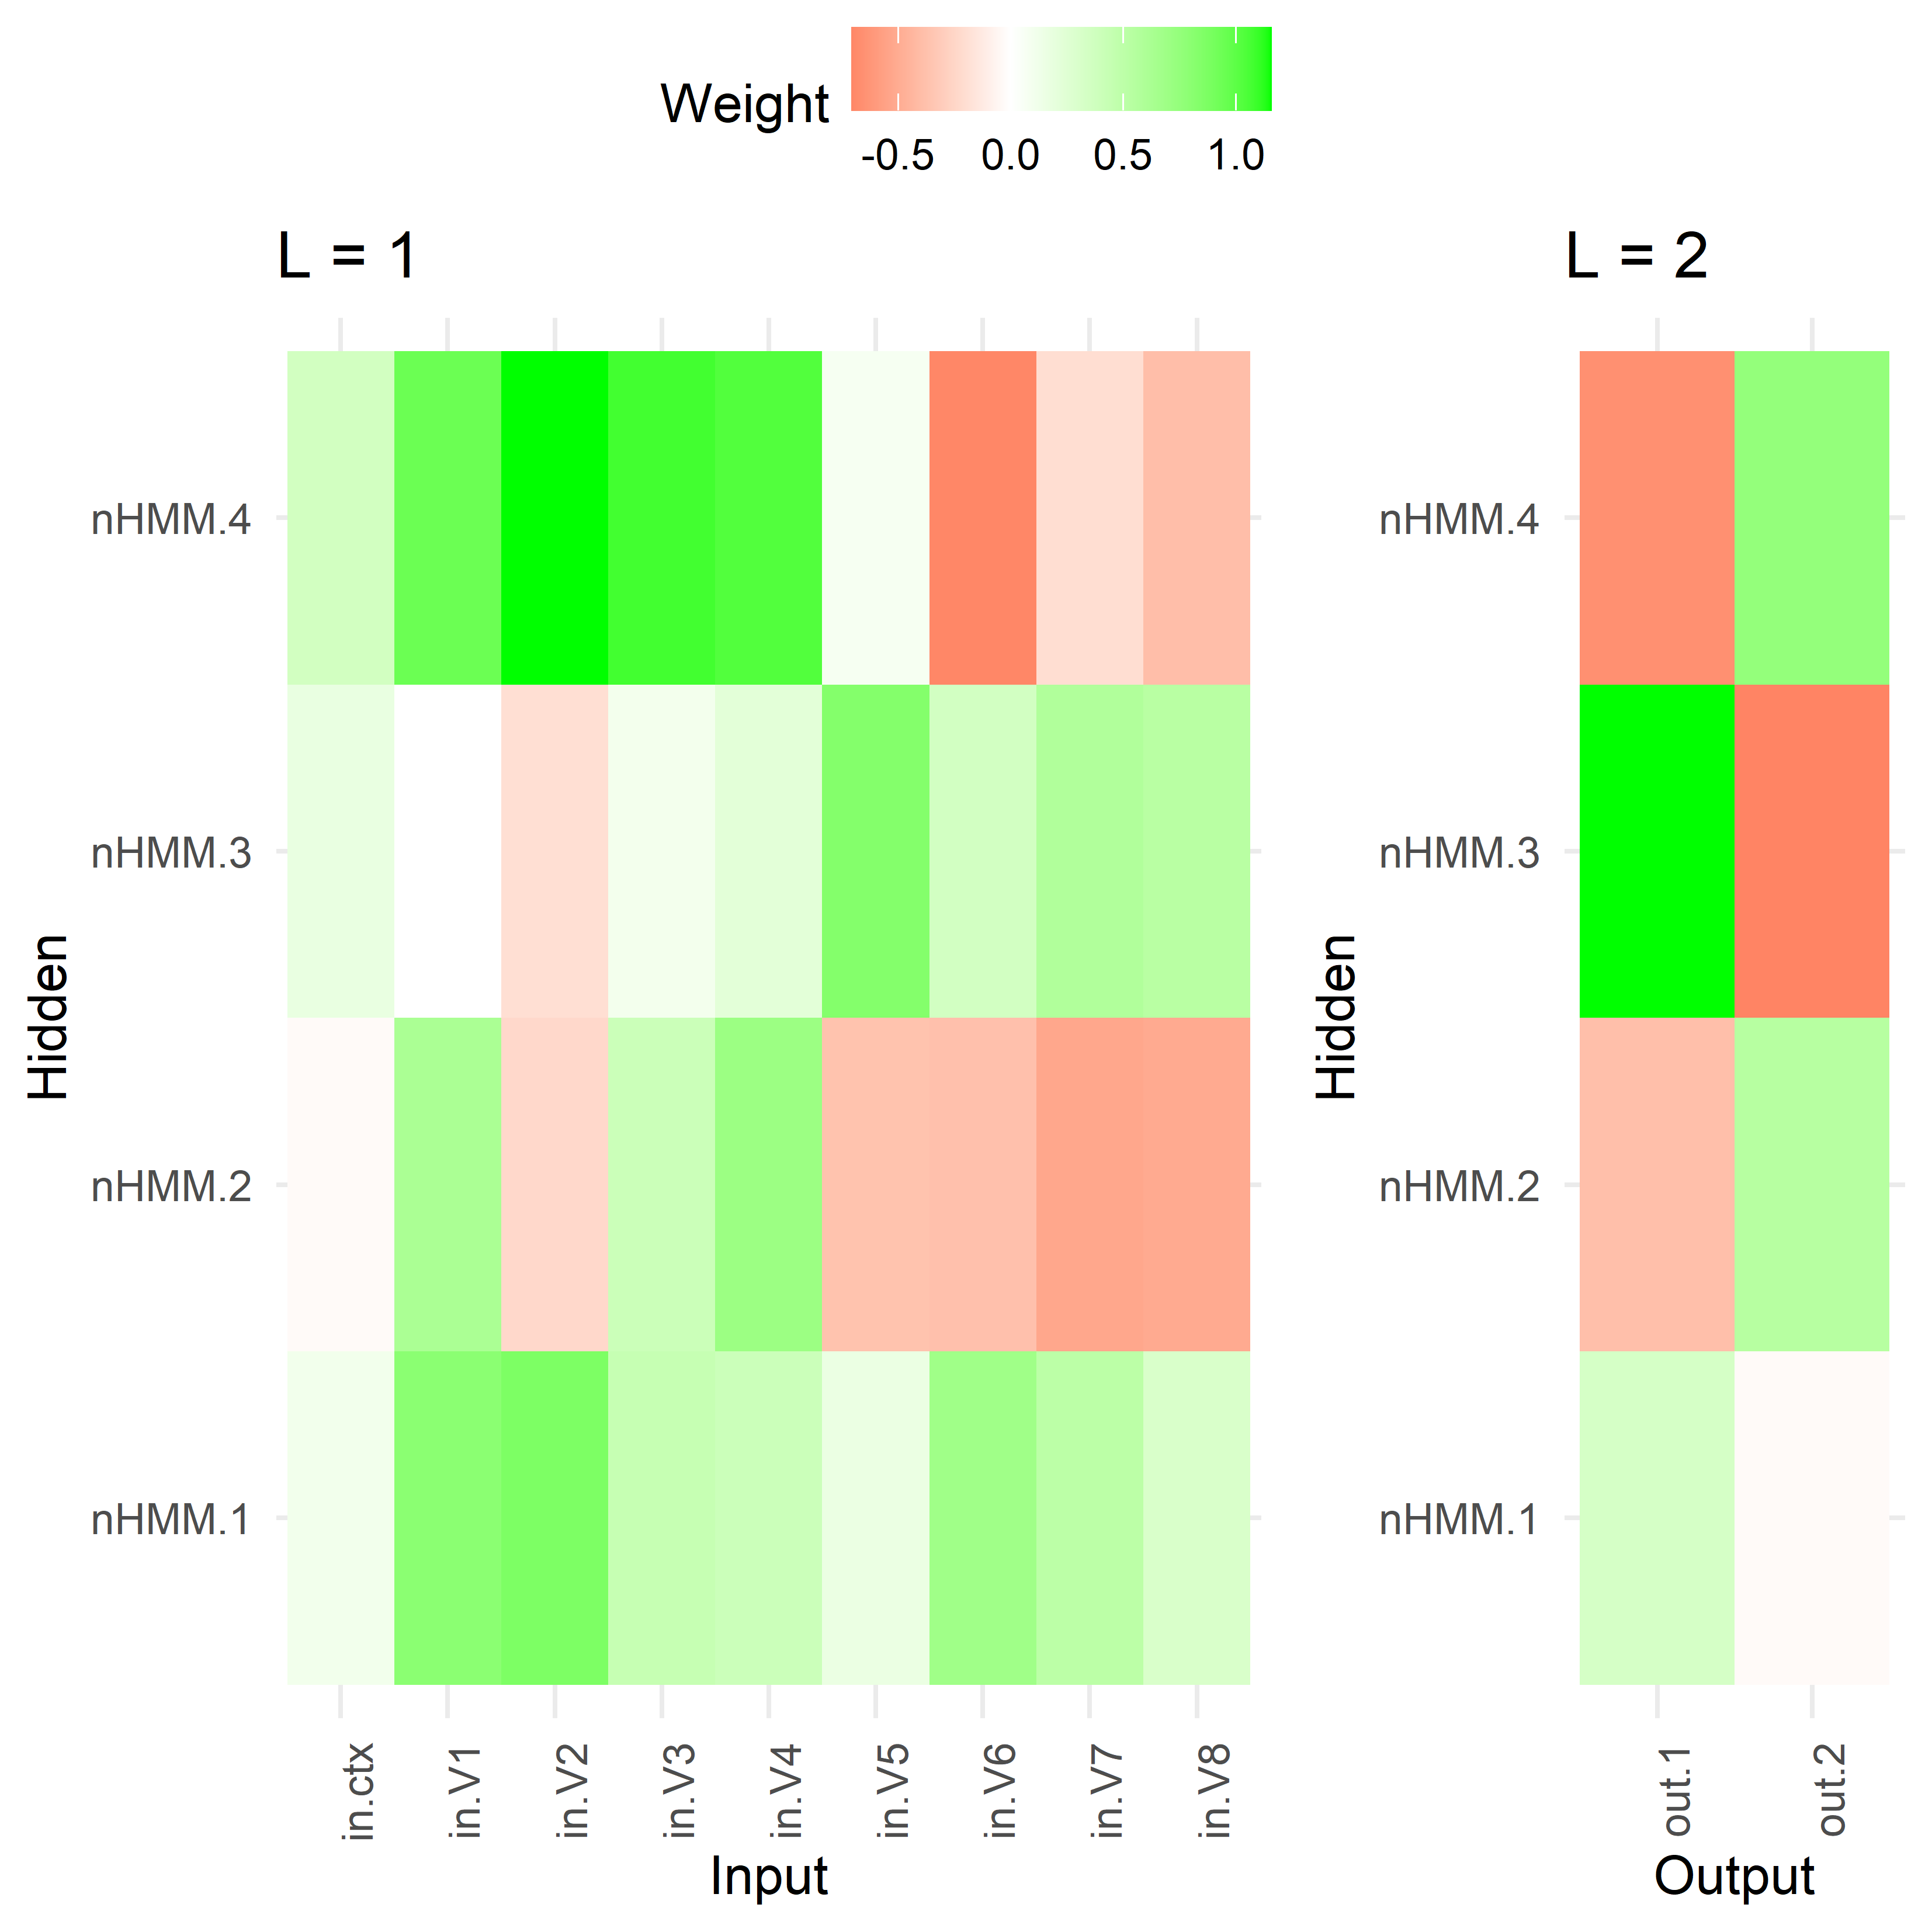 Weight
-0.5 0.0 0.5 1.0
L = 1
nHMM.4
nHMM.3
nHMM.2
nHMM.1
Hidden
in.ctx in.V1 in.V2 in.V3 in.V4 in.V5 in.V6 in.V7 in.V8
Input
L = 2
nHMM.4
nHMM.3
nHMM.2
nHMM.1
Hidden
out.1 out.2
Output